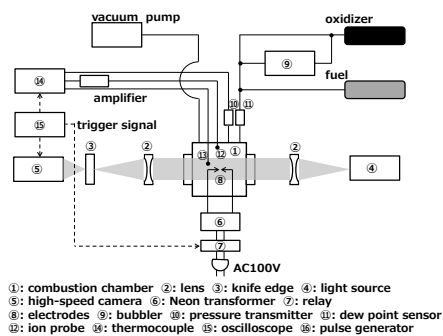 vacuum pump
oxidizer
⑨
fuel
⑭
amplifier
⑩ ⑪
⑮ trigger signal
⑬ ⑫ ①
③ ② ②
⑤ ⑧ ④
⑥
⑦
AC100V
①: combustion chamber ②: lens ③: knife edge ④: light source
⑤: high-speed camera ⑥: Neon transformer ⑦: relay
⑧: electrodes ⑨: bubbler ⑩: pressure transmitter ⑪: dew point sensor
⑫: ion probe ⑭: thermocouple ⑮: oscilloscope ⑯: pulse generator